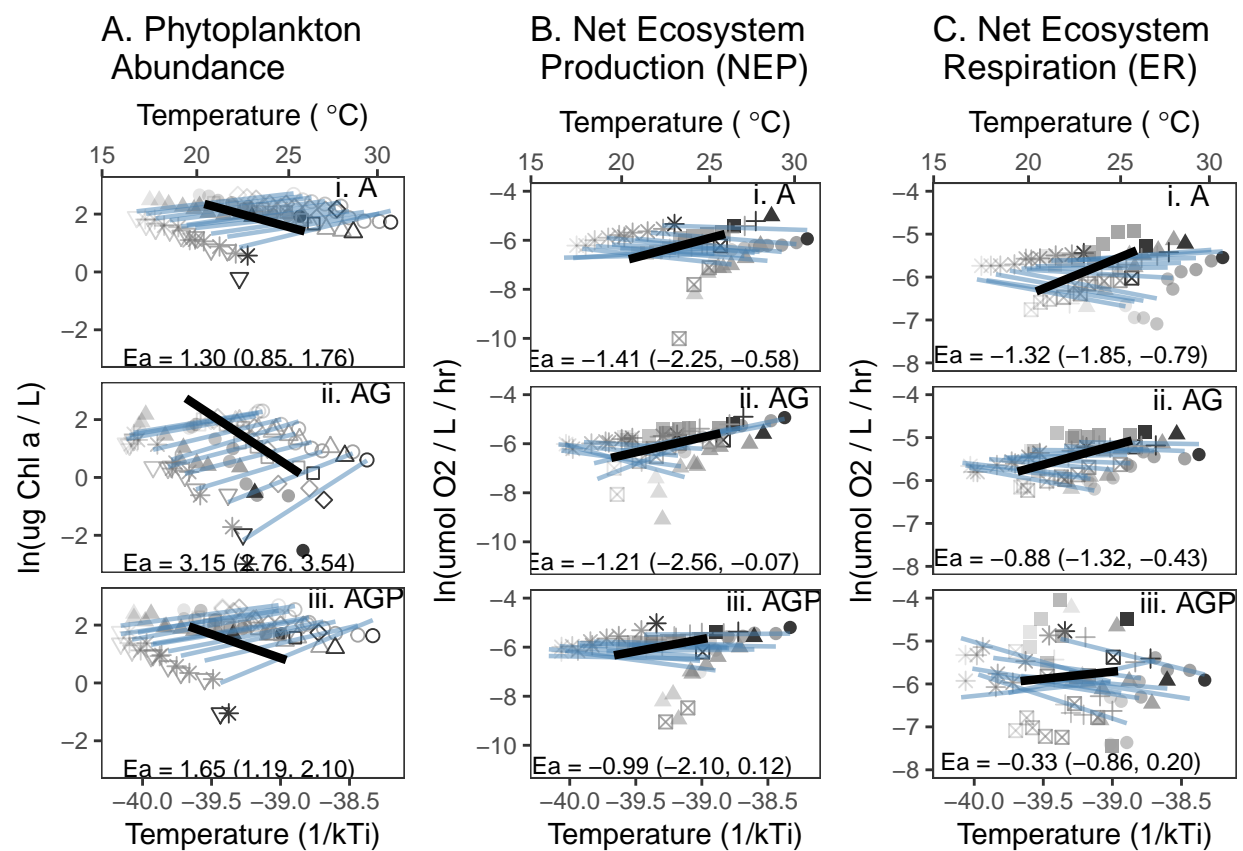 A. Phytoplankton
Abundance
Temperature ( °C)
15 20 25 30
i. A
2
0
−2
Ea = 1.30 (0.85, 1.76)
ii. AG
2
0
−2
Ea = 3.15 (2.76, 3.54)
iii. AGP
2
0
−2
Ea = 1.65 (1.19, 2.10)
−40.0 −39.5 −39.0 −38.5
Temperature (1/kTi)
ln(ug Chl a / L)
B. Net Ecosystem
Production (NEP)
Temperature ( °C)
15 20 25 30
i. A
−4
−6
−8
−10
Ea = −1.41 (−2.25, −0.58)
ii. AG
−4
−6
−8
−10
Ea = −1.21 (−2.56, −0.07)
iii. AGP
−4
−6
−8
−10
Ea = −0.99 (−2.10, 0.12)
−40.0 −39.5 −39.0 −38.5
Temperature (1/kTi)
ln(umol O2 / L / hr)
C. Net Ecosystem
Respiration (ER)
Temperature ( °C)
15 20 25 30
i. A
−4
−5
−6
−7
−8
Ea = −1.32 (−1.85, −0.79)
ii. AG
−4
−5
−6
−7
−8
Ea = −0.88 (−1.32, −0.43)
iii. AGP
−4
−5
−6
−7
−8
Ea = −0.33 (−0.86, 0.20)
−40.0 −39.5 −39.0 −38.5
Temperature (1/kTi)
ln(umol O2 / L / hr)